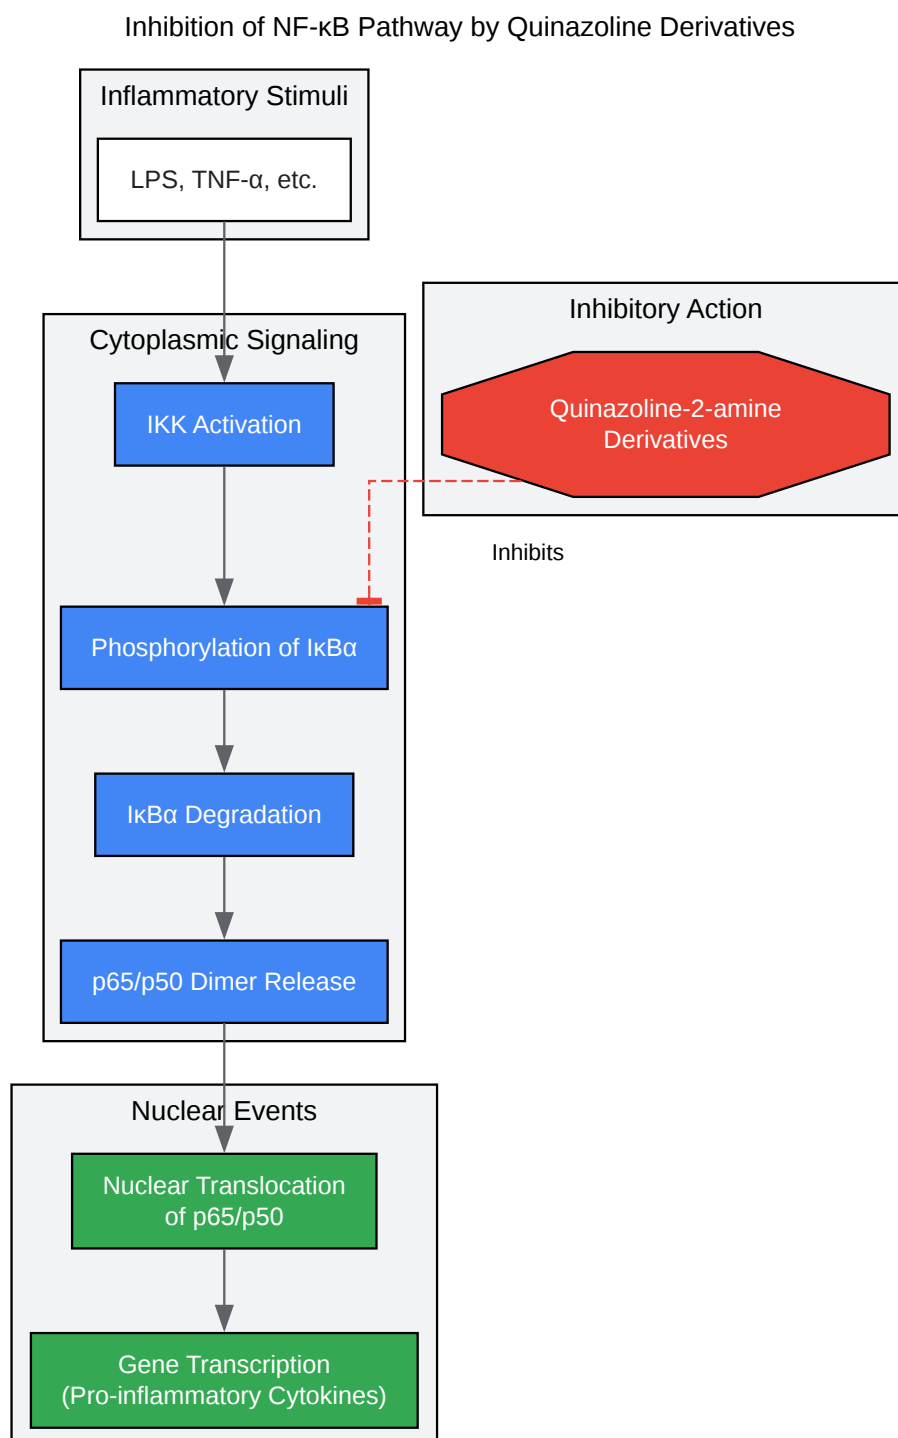 Inhibition of NF-κB Pathway by Quinazoline Derivatives
Inflammatory Stimuli
LPS, TNF-α, etc.
Cytoplasmic Signaling
IKK Activation
Inhibitory Action
Quinazoline-2-amine
Derivatives
Inhibits
Phosphorylation of IκBα
IκBα Degradation
p65/p50 Dimer Release
Nuclear Events
Nuclear Translocation
of p65/p50
Gene Transcription
(Pro-inflammatory Cytokines)